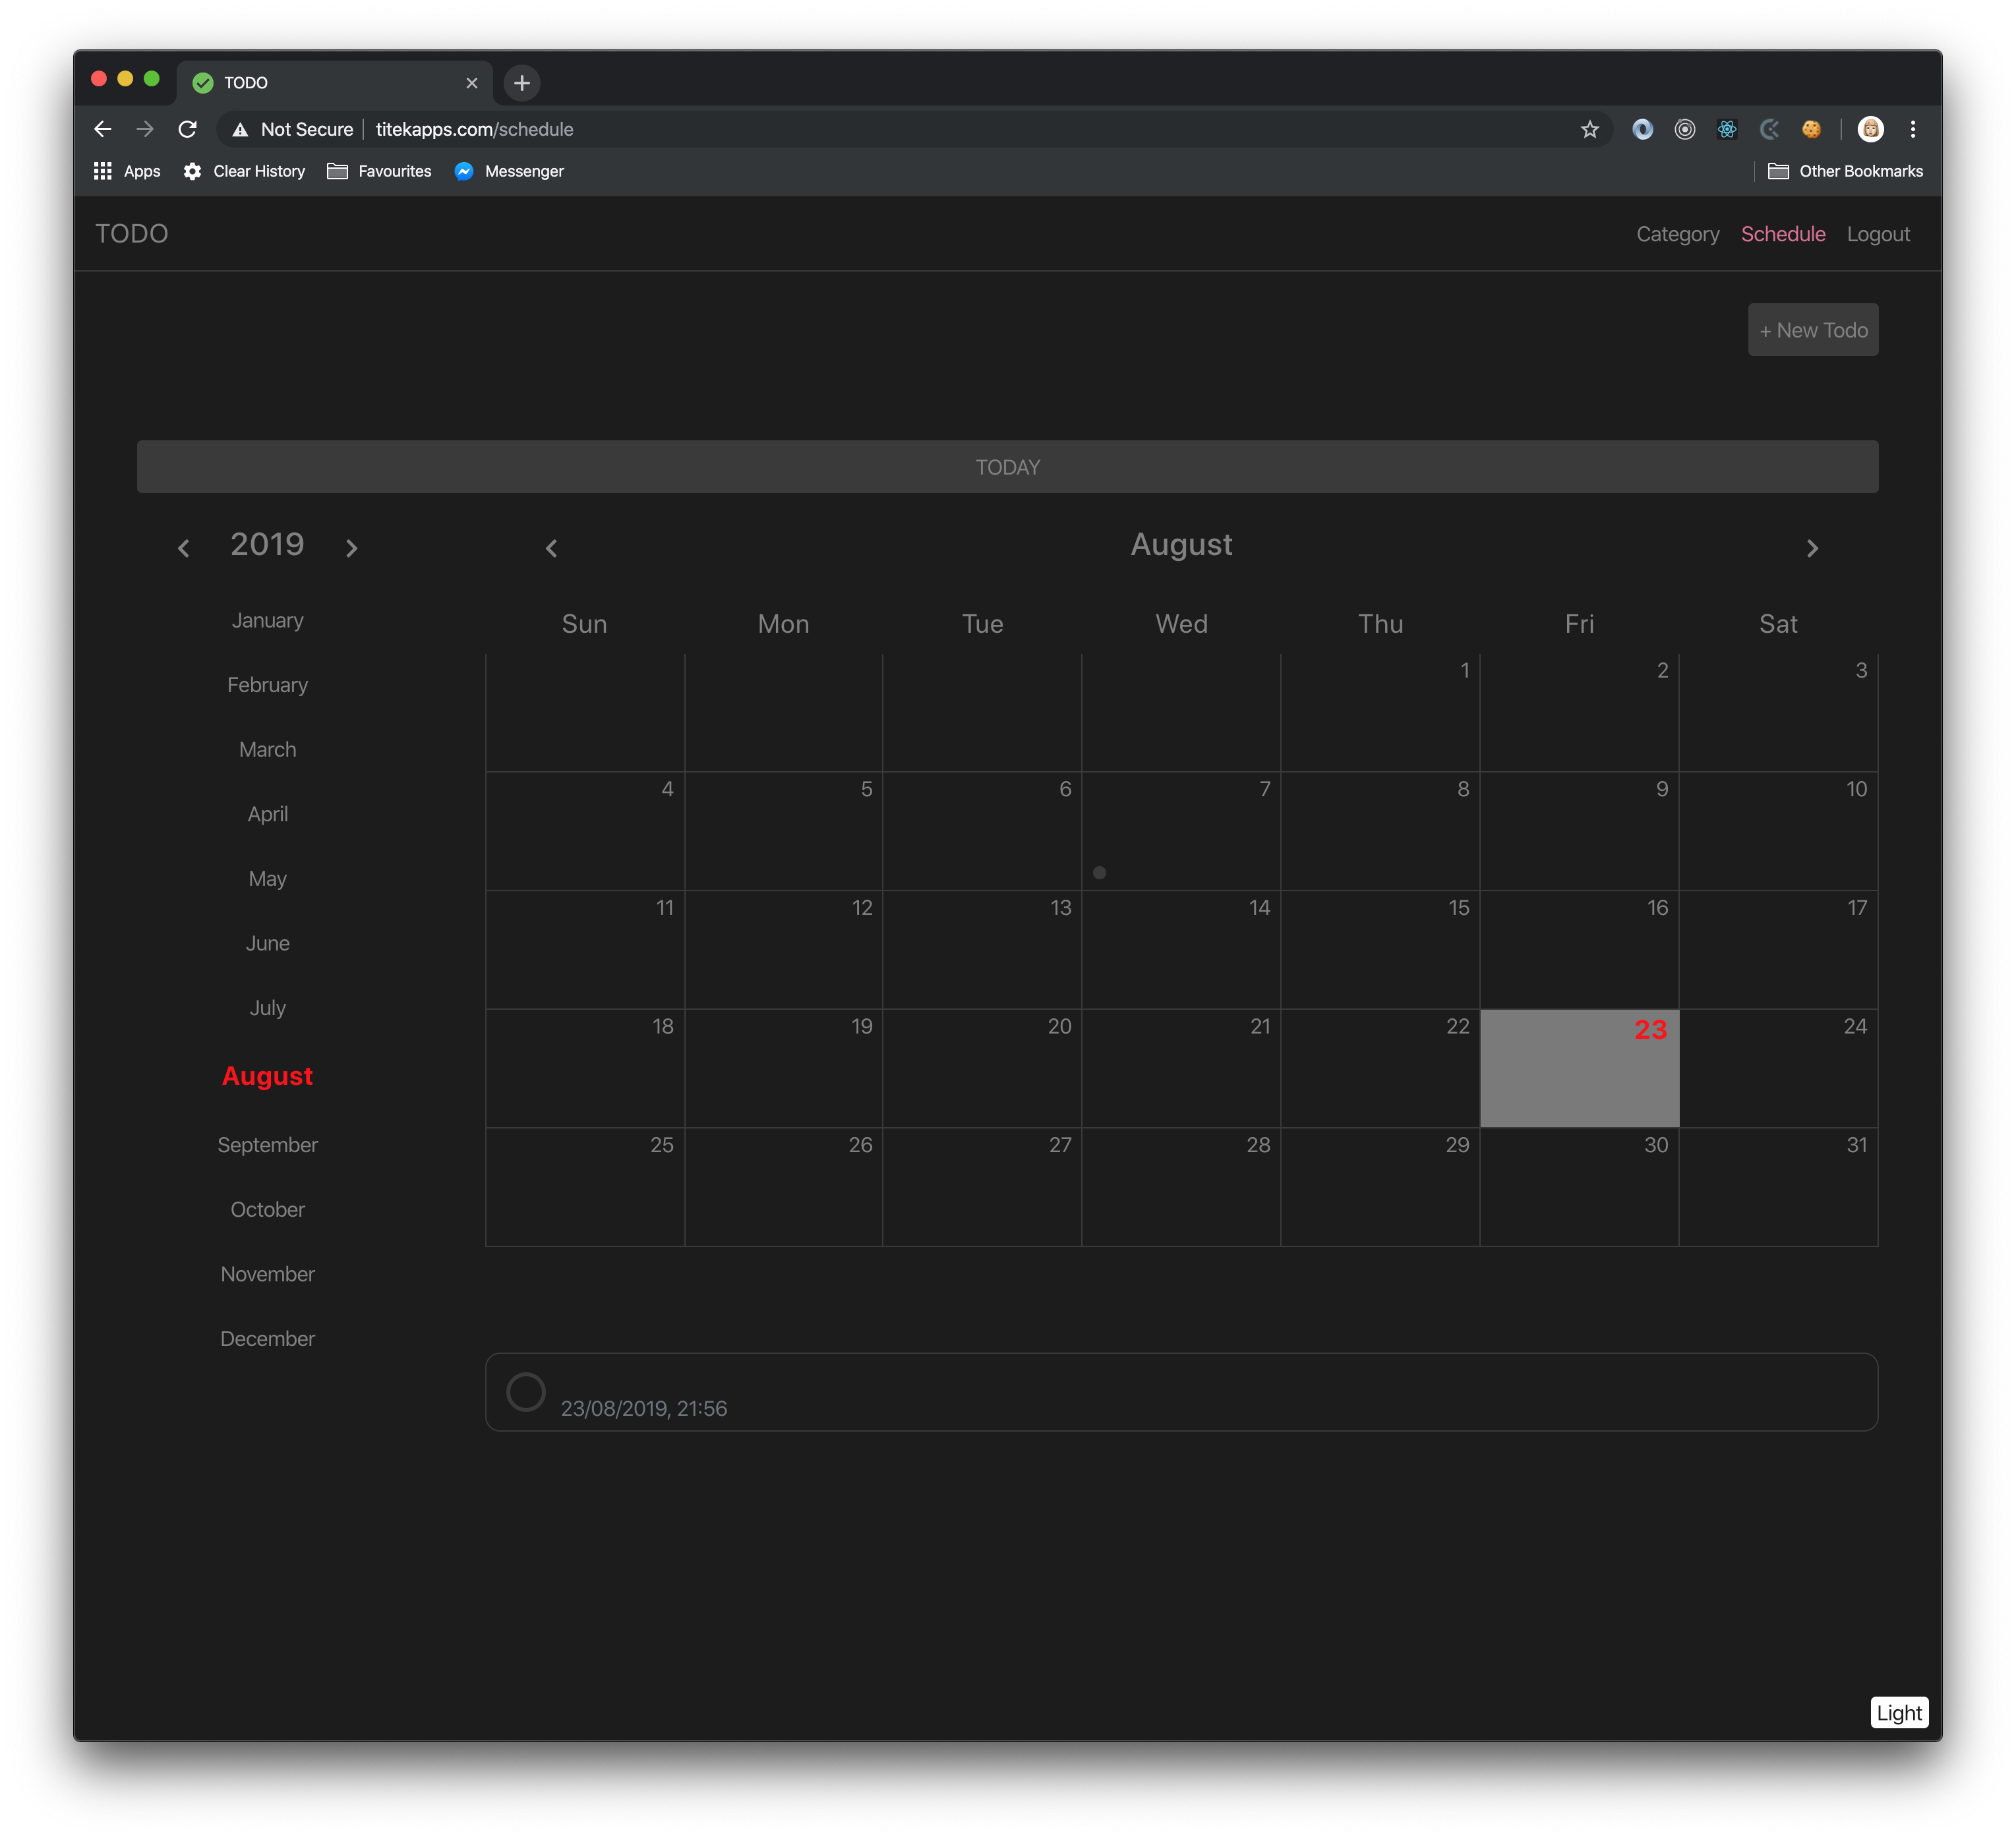 TODO
Not Secure titekapps.com/schedule
Apps Clear History Favourites Messenger Other Bookmarks
TODO Category Schedule Logout
+ New Todo
TODAY
2019
January
February
March
April
May
June
July
August
September
October
November
December
August
Sun Mon Tue Wed Thu Fri Sat
1 2 3
4 5 6 7 8 9 10
11 12 13 14 15 16 17
18 19 20 21 22 23 24
25 26 27 28 29 30 31
23/08/2019, 21:56
Light